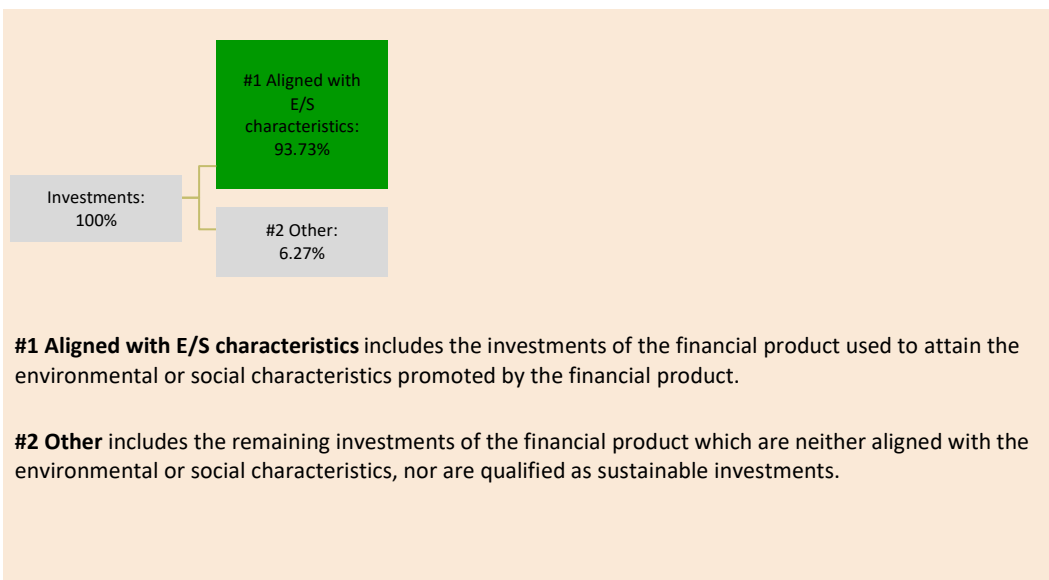 #1 Aligned with
E/S
characteristics:
93.73%
Investments:
100%
#2 Other:
6.27%
#1 Aligned with E/S characteristics includes the investments of the financial product used to attain the
environmental or social characteristics promoted by the financial product.
#2 Other includes the remaining investments of the financial product which are neither aligned with the
environmental or social characteristics, nor are qualified as sustainable investments.